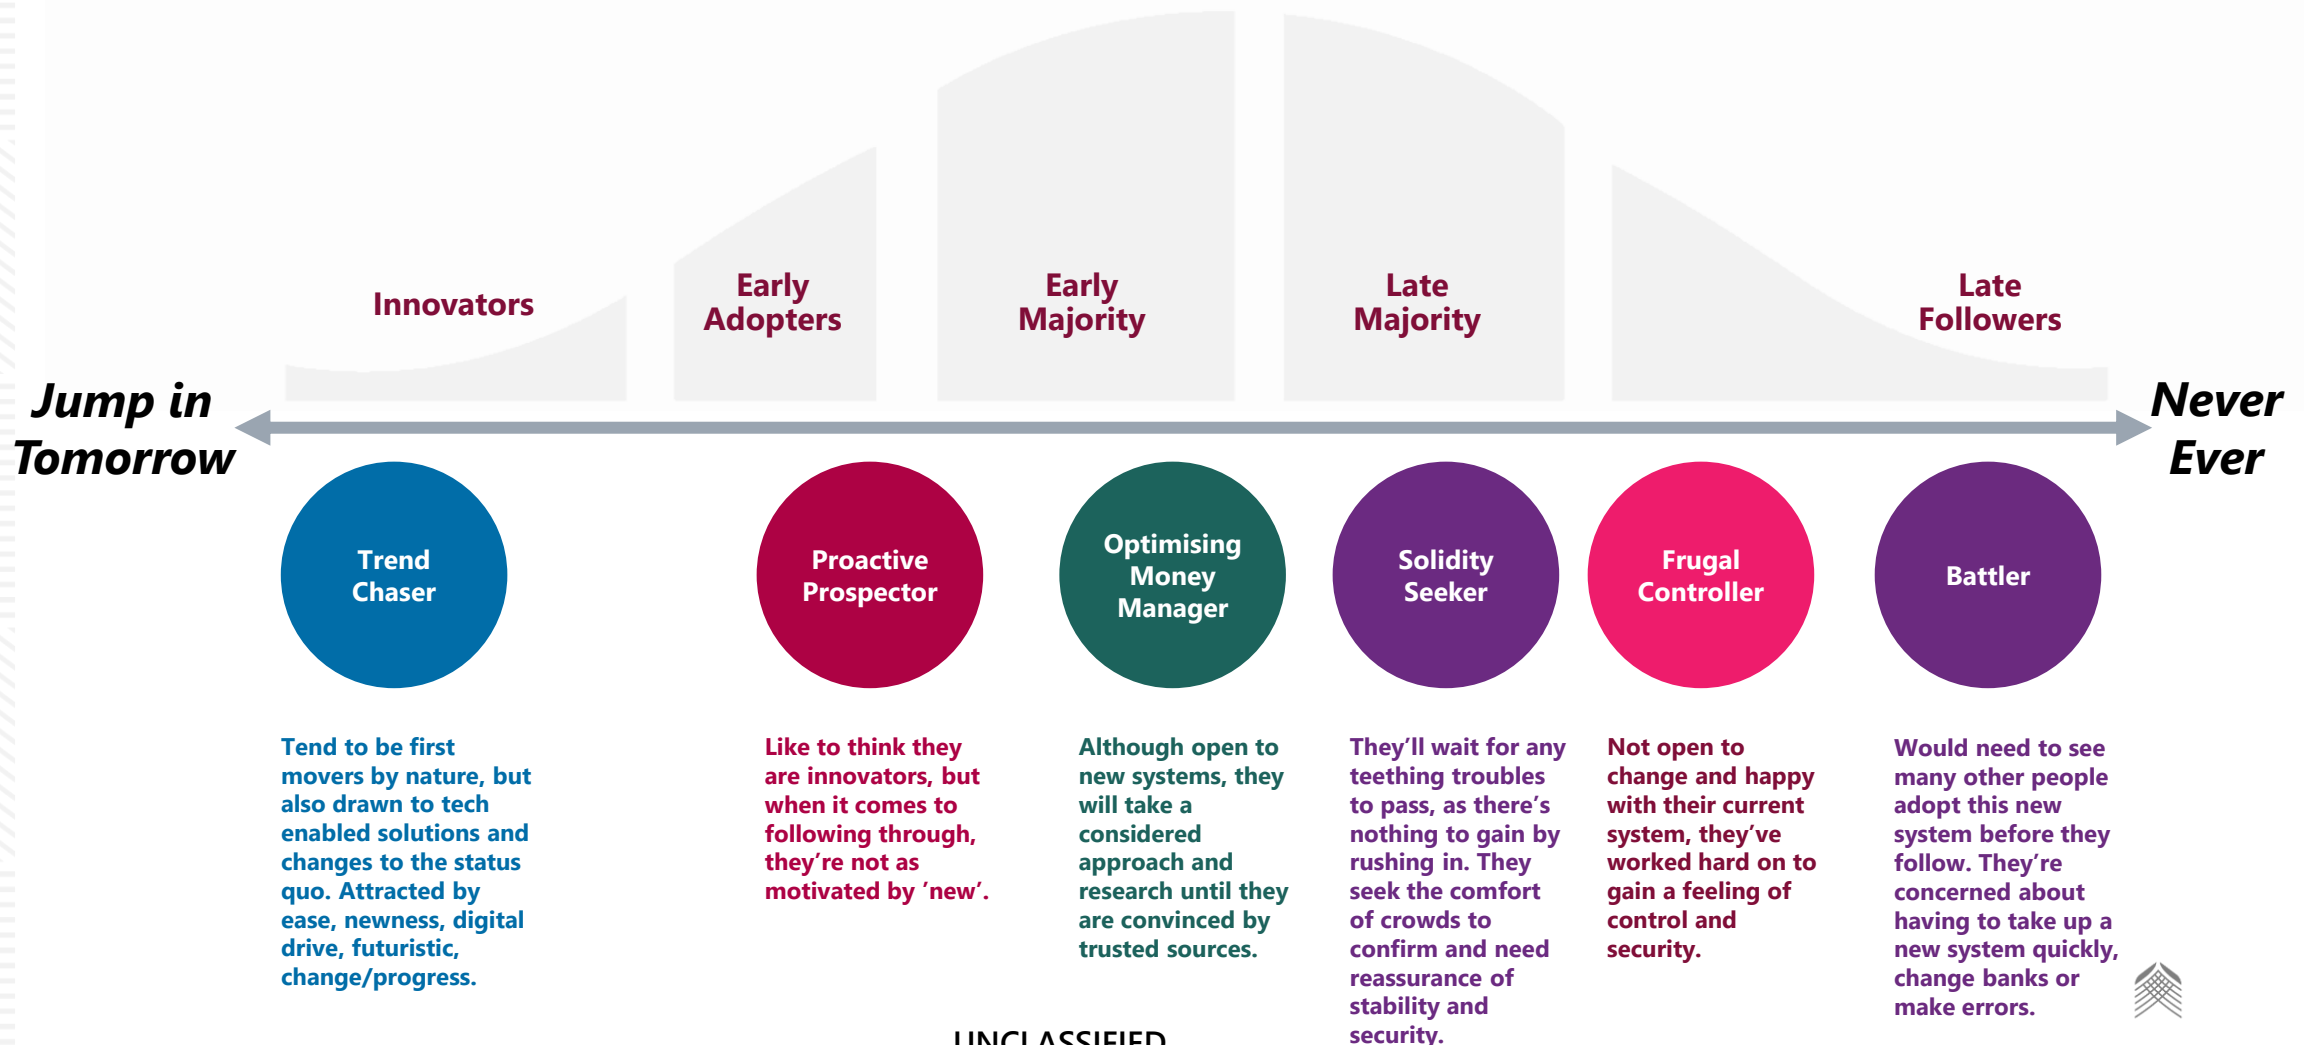 Innovators
Early
Adopters
Early
Majority
Late
Majority
Late
Followers
Jump in
Tomorrow
Never
Ever
Trend
Chaser
Proactive
Prospector
Optimising
Money
Manager
Solidity
Seeker
Frugal
Controller
Battler
Tend to be first
movers by nature, but
also drawn to tech
enabled solutions and
changes to the status
quo. Attracted by
ease, newness, digital
drive, futuristic,
change/progress.
Like to think they
are innovators, but
when it comes to
following through,
they’re not as
motivated by ’new’.
Although open to
new systems, they
will take a
considered
approach and
research until they
are convinced by
trusted sources.
They’ll wait for any
teething troubles
to pass, as there’s
nothing to gain by
rushing in. They
seek the comfort
of crowds to
confirm and need
reassurance of
stability and
security.
Not open to
change and happy
with their current
system, they’ve
worked hard on to
gain a feeling of
control and
security.
Would need to see
many other people
adopt this new
system before they
follow. They’re
concerned about
having to take up a
new system quickly,
change banks or
make errors.
UNCLASSIFIED